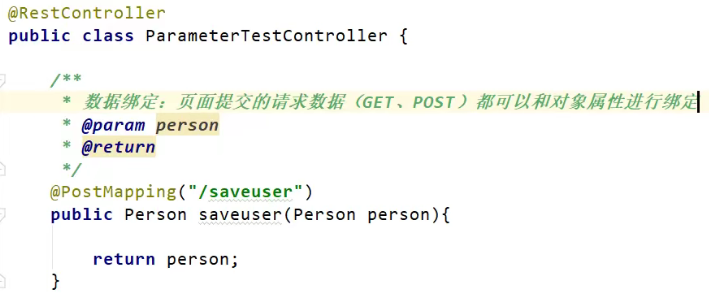 @RestController
public class ParameterTestController {
/**
* 数据绑定：页面提交的请求数据（GET、POST）都可以和对象属性进行绑定
* @param person
* @return
*/
@PostMapping("/saveuser")
public Person saveuser(Person person){
return person;
}